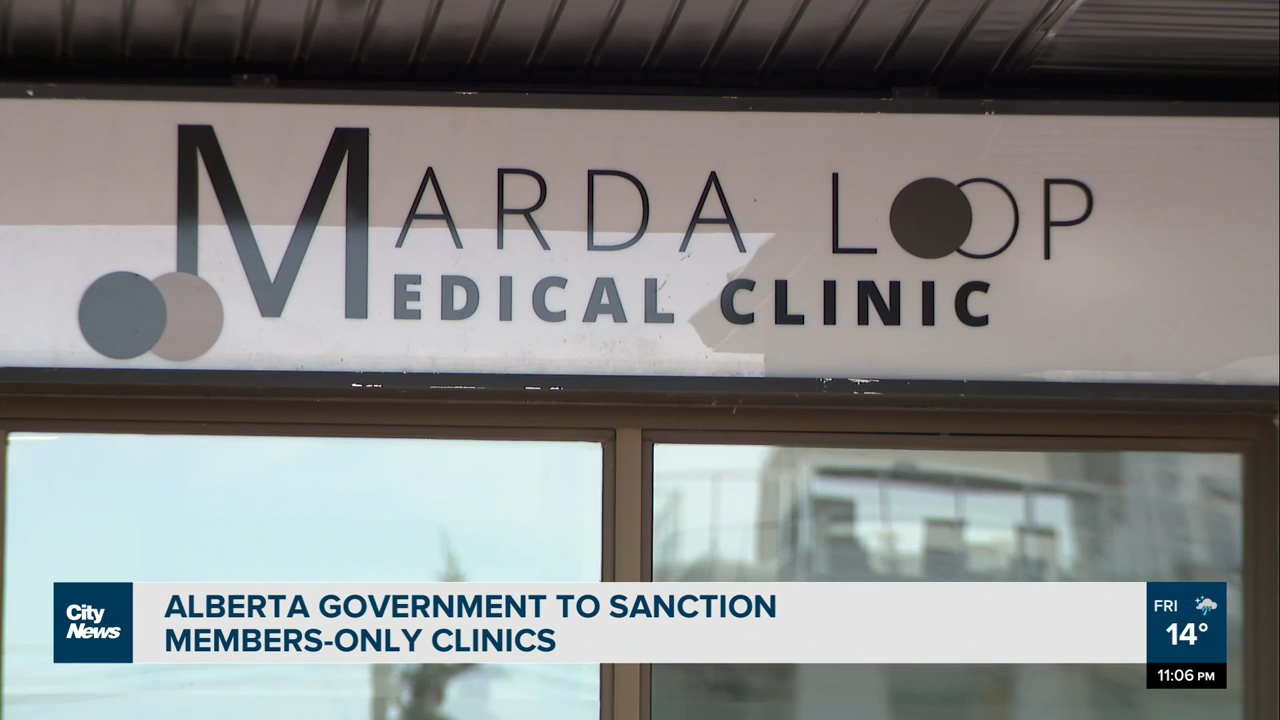 MARDA LOOP
MEDICAL CLINIC
City
News
ALBERTA GOVERNMENT TO SANCTION
MEMBERS-ONLY CLINICS
FRI
14°
11:06 PM